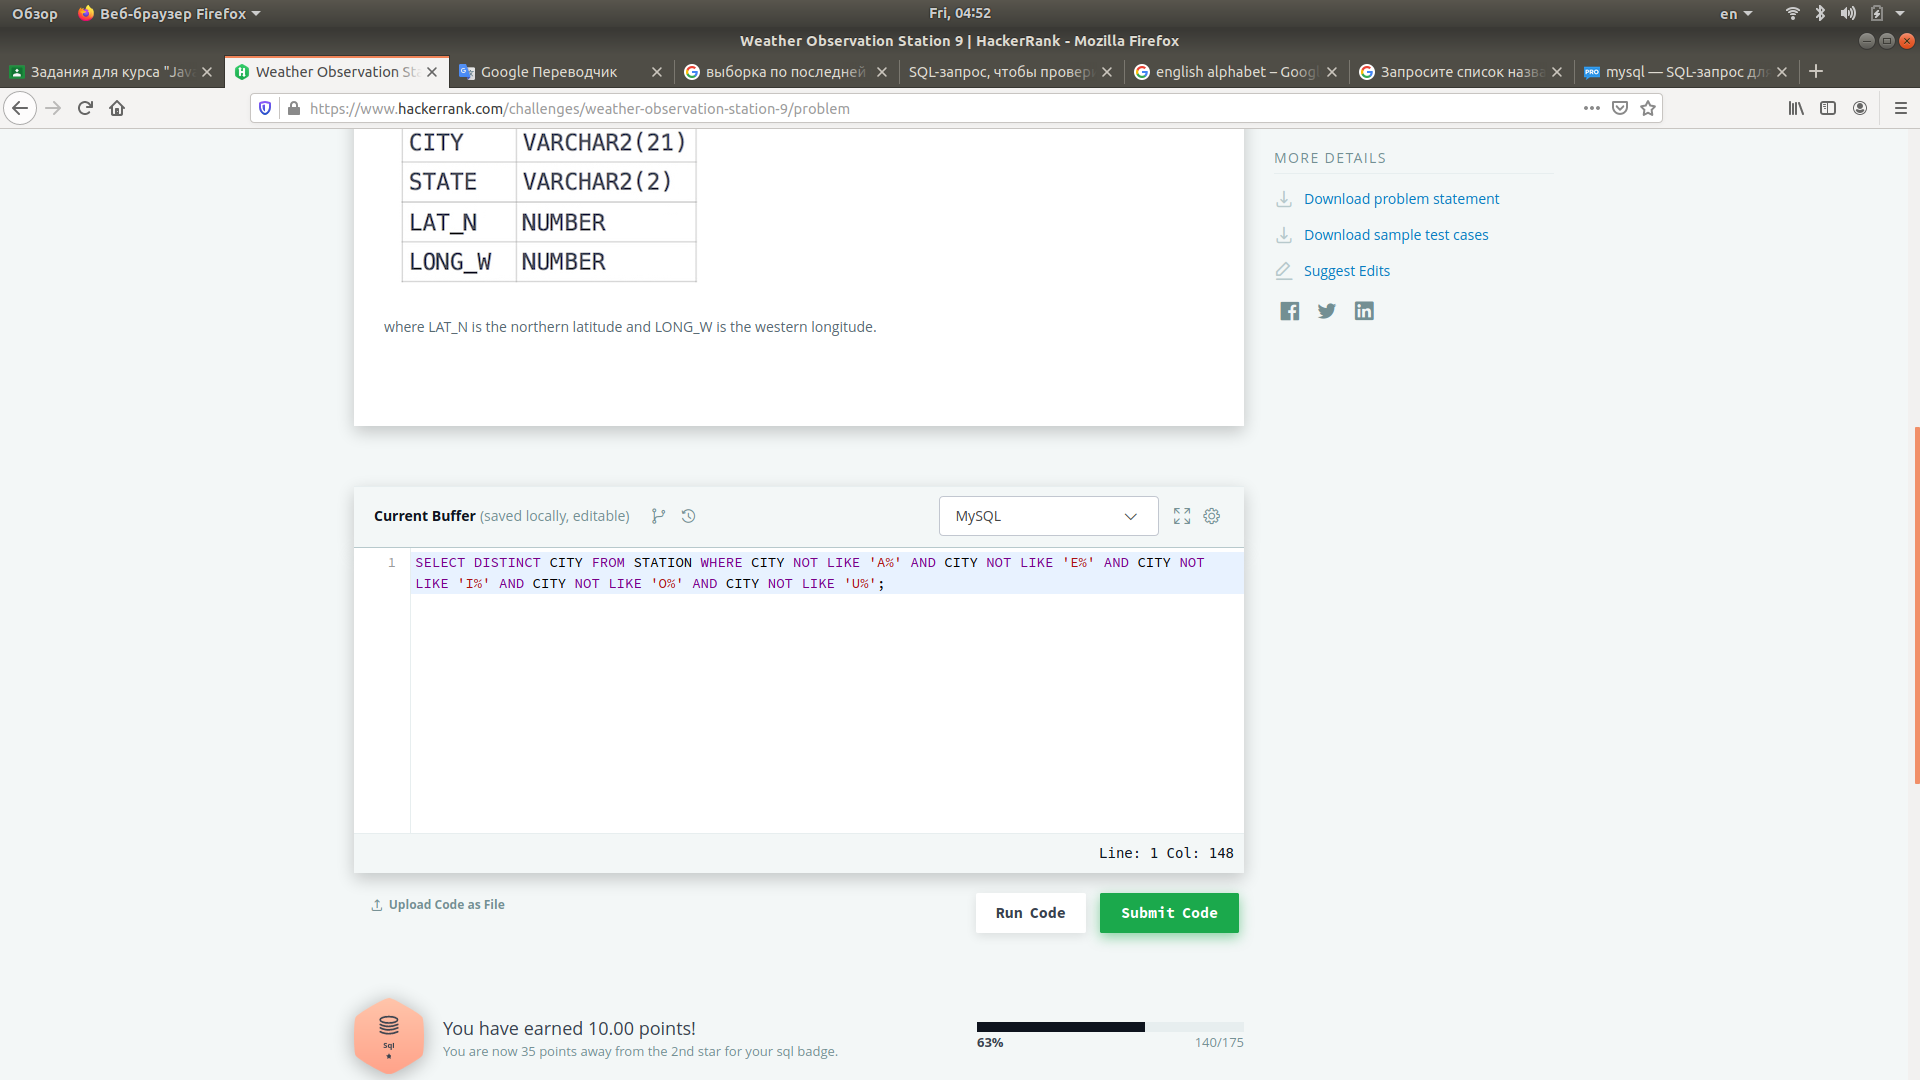 Обзор Веб-браузер Firefox Fri, 04:52 en
Weather Observation Station 9 | HackerRank - Mozilla Firefox
Задания для курса "Jav Weather Observation St Google Переводчик выборка по последней SQL-запрос, чтобы провер english alphabet – Goog Запросите список назва mysql — SQL-запрос дл
https://www.hackerrank.com/challenges/weather-observation-station-9/problem
CITY VARCHAR2(21)
STATE VARCHAR2(2)
LAT_N NUMBER
LONG_W NUMBER
where LAT_N is the northern latitude and LONG_W is the western longitude.
MORE DETAILS
Download problem statement
Download sample test cases
Suggest Edits
Current Buffer (saved locally, editable) MySQL
1 SELECT DISTINCT CITY FROM STATION WHERE CITY NOT LIKE 'A%' AND CITY NOT LIKE 'E%' AND CITY NOT
LIKE 'I%' AND CITY NOT LIKE 'O%' AND CITY NOT LIKE 'U%';
Line: 1 Col: 148
Upload Code as File Run Code Submit Code
Sql
You have earned 10.00 points!
You are now 35 points away from the 2nd star for your sql badge.
63% 140/175